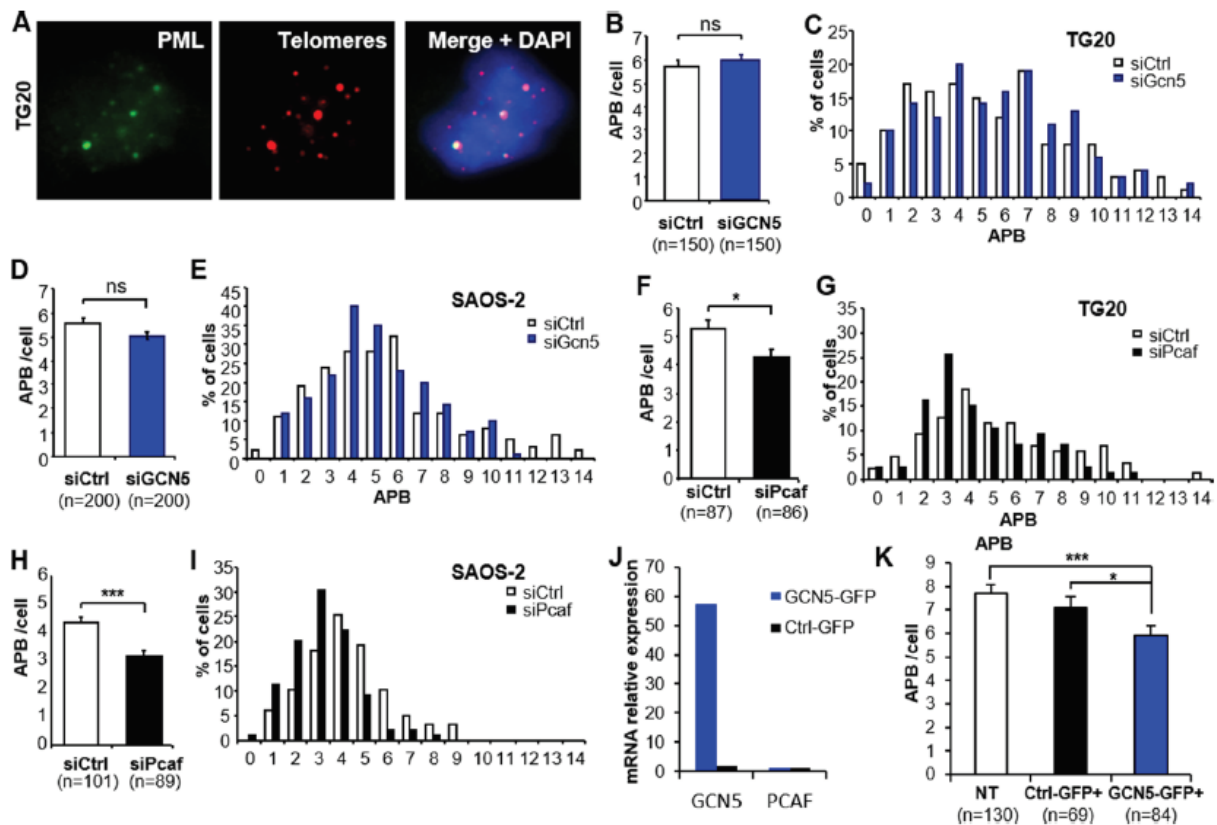 A
TG20
PML
Telomeres
Merge + DAPI
B
ns
APB /cell
7
6
5
4
3
2
1
0
siCtrl siGCN5
(n=150) (n=150)
C
TG20
siCtrl
siGcn5
% of cells
25
20
15
10
5
0
0 1 2 3 4 5 6 7 8 9 10 11 12 13 14
APB
D
ns
APB /cell
7
6
5
4
3
2
1
0
siCtrl siGCN5
(n=200) (n=200)
E
SAOS-2
siCtrl
siGcn5
% of cells
45
40
35
30
25
20
15
10
5
0
0 1 2 3 4 5 6 7 8 9 10 11 12 13 14
APB
F
*
APB /cell
6
5
4
3
2
1
0
siCtrl siPcaf
(n=87) (n=86)
G
TG20
siCtrl
siPcaf
% of cells
35
30
25
20
15
10
5
0
0 1 2 3 4 5 6 7 8 9 10 11 12 13 14
APB
H
***
APB /cell
6
5
4
3
2
1
0
siCtrl siPcaf
(n=101) (n=89)
I
SAOS-2
siCtrl
siPcaf
% of cells
35
30
25
20
15
10
5
0
0 1 2 3 4 5 6 7 8 9 10 11 12 13 14
APB
J
GCN5-GFP
Ctrl-GFP
mRNA relative expression
70
60
50
40
30
20
10
0
GCN5 PCAF
K
***
*
APB /cell
9
8
7
6
5
4
3
2
1
0
NT Ctrl-GFP+ GCN5-GFP+
(n=130) (n=69) (n=84)